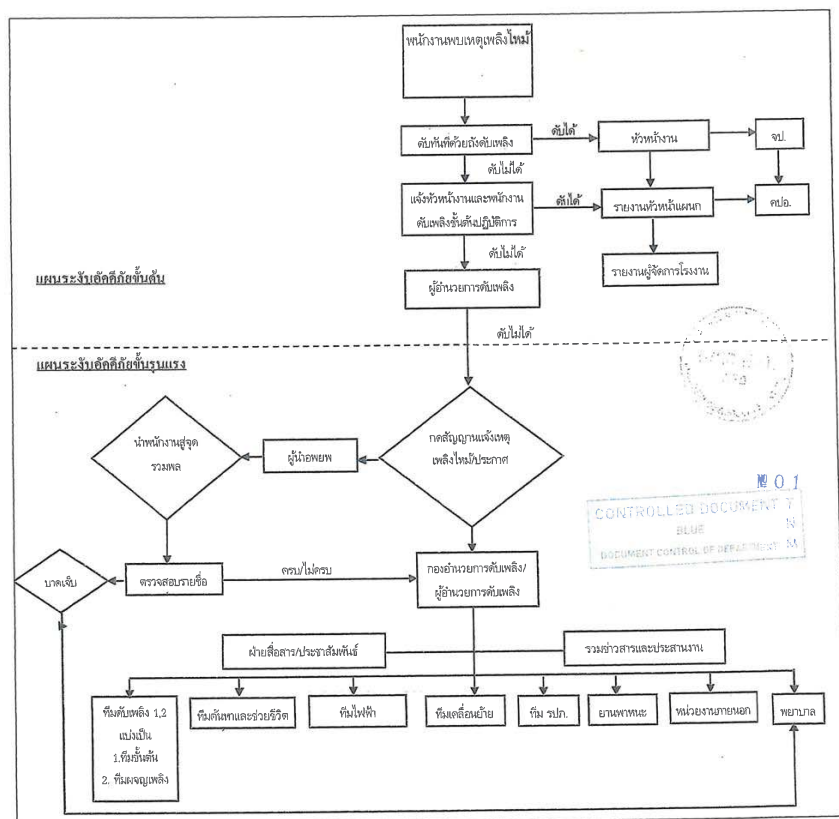 พนักงานพบเหตุเพลิงไหม้
ดับทันทีด้วยถังดับเพลิง
ดับได้
หัวหน้างาน
จป.
ดับไม่ได้
แจ้งหัวหน้างานและพนักงาน
ดับเพลิงชั้นต้นปฏิบัติการ
ดับได้
รายงานหัวหน้าแผนก
คปอ.
ดับไม่ได้
รายงานผู้จัดการโรงงาน
แผนระงับอัคคีภัยขั้นต้น
ผู้อำนวยการดับเพลิง
ดับไม่ได้
แผนระงับอัคคีภัยขั้นรุนแรง
นำพนักงานสู่จุด
รวมพล
ผู้นำอพยพ
กดสัญญานแจ้งเหตุ
เพลิงไหม้/ประกาศ
№ 01
CONTROLLED DOCUMENT
BLUE
DOCUMENT CONTROL OF DEPARTMENT
บาดเจ็บ
ตรวจสอบรายชื่อ
ครบ/ไม่ครบ
กองอำนวยการดับเพลิง/
ผู้อำนวยการดับเพลิง
ฝ่ายสื่อสาร/ประชาสัมพันธ์
รวมข่าวสารและประสานงาน
ทีมดับเพลิง 1,2
แบ่งเป็น
1.ทีมขั้นต้น
2. ทีมผจญเพลิง
ทีมค้นหาและช่วยชีวิต
ทีมไฟฟ้า
ทีมเคลื่อนย้าย
ทีม รปภ.
ยานพาหนะ
หน่วยงานภายนอก
พยาบาล